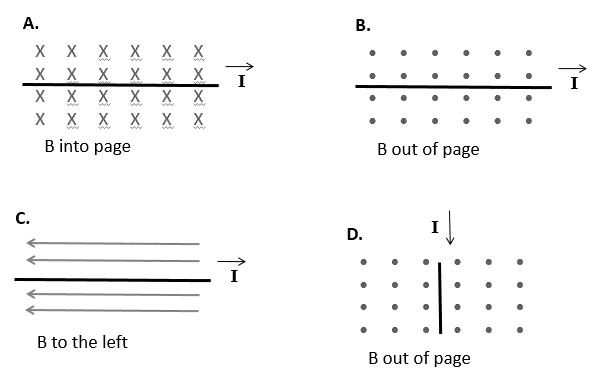 A.
X X X X X X
X X X X X X
I
X X X X X X
X X X X X X
B into page
B.
I
B out of page
C.
I
B to the left
D.
I
B out of page